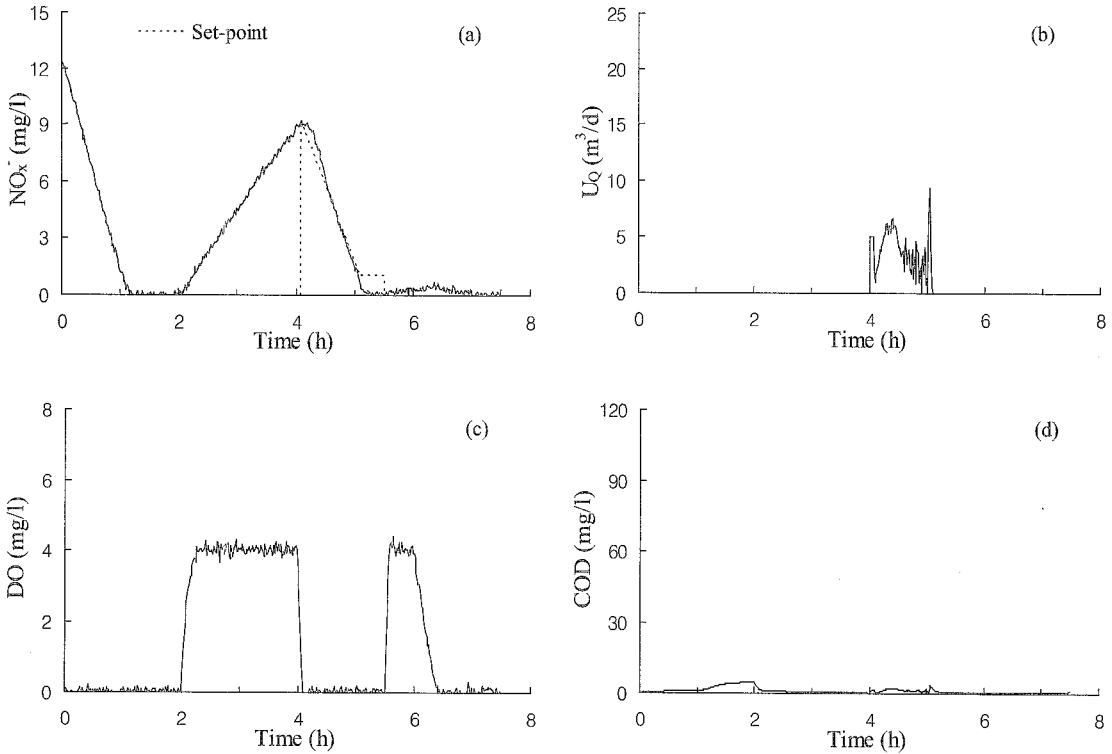 Set-point
(a)
NOx- (mg/l)
15
12
9
6
3
0
0 2 4 6 8
Time (h)
(b)
UQ (m3/d)
25
20
15
10
5
0
0 2 4 6 8
Time (h)
(c)
DO (mg/l)
8
6
4
2
0
0 2 4 6 8
Time (h)
(d)
COD (mg/l)
120
90
60
30
0
0 2 4 6 8
Time (h)